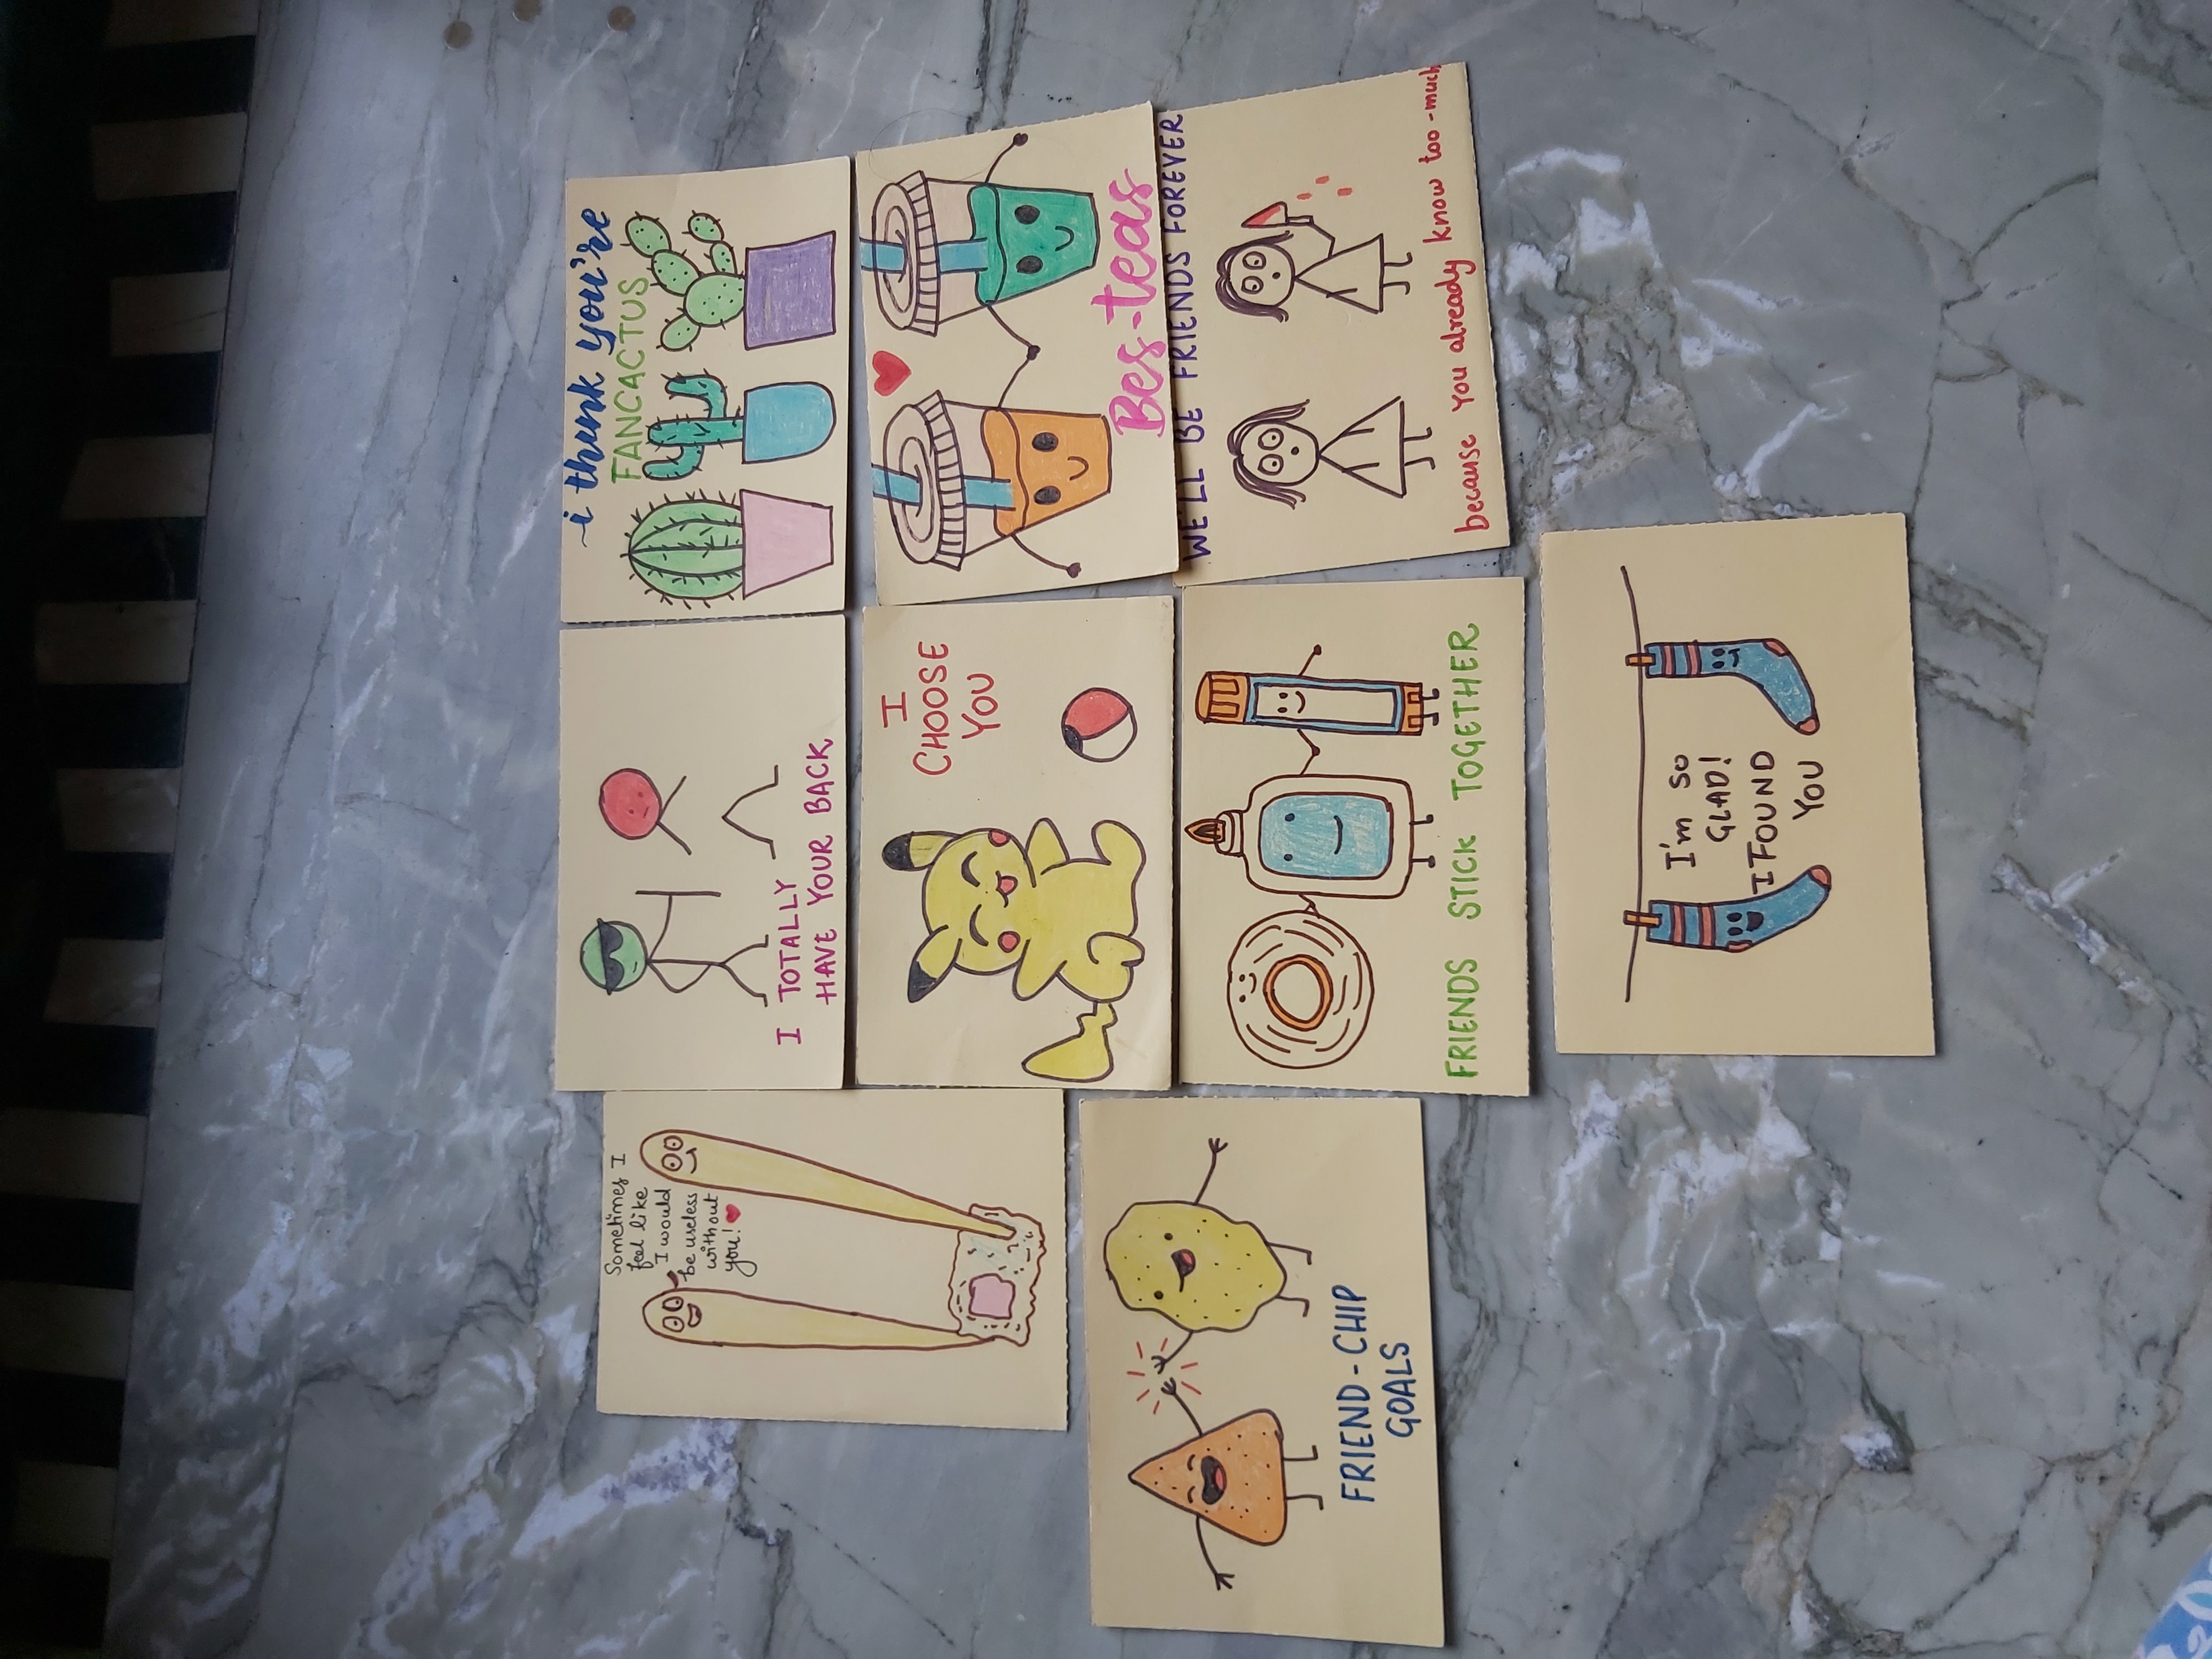 Sometimes I
feel like
I would
be useless
without
you!
I TOTALLY
HAVE YOUR BACK
i think you're
FANCACTUS
I
CHOOSE
YOU
Bes-teas
FRIEND-CHIP
GOALS
FRIENDS STICK TOGETHER
WE'LL BE FRIENDS FOREVER
because You already know too-much
I'm so
GLAD!
I FOUND
YOU